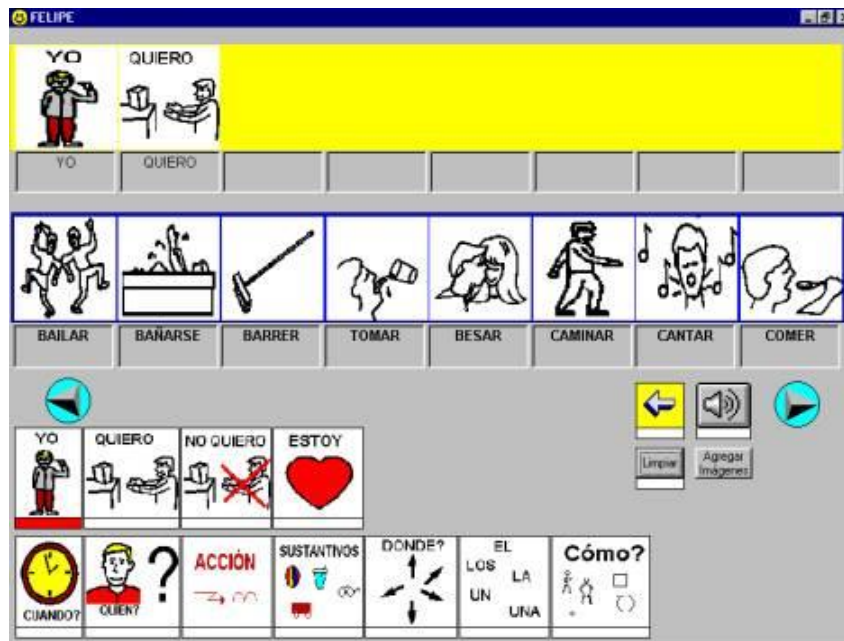 FELIPE
YO QUIERO
YO QUIERO
BAILAR BAÑARSE BARRER TOMAR BESAR CAMINAR CANTAR COMER
YO QUIERO NO QUIERO ESTOY
Limpiar Agregar Imágenes
CUANDO? QUIEN? ACCIÓN SUSTANTIVOS DONDE? EL LOS LA UN UNA Cómo?